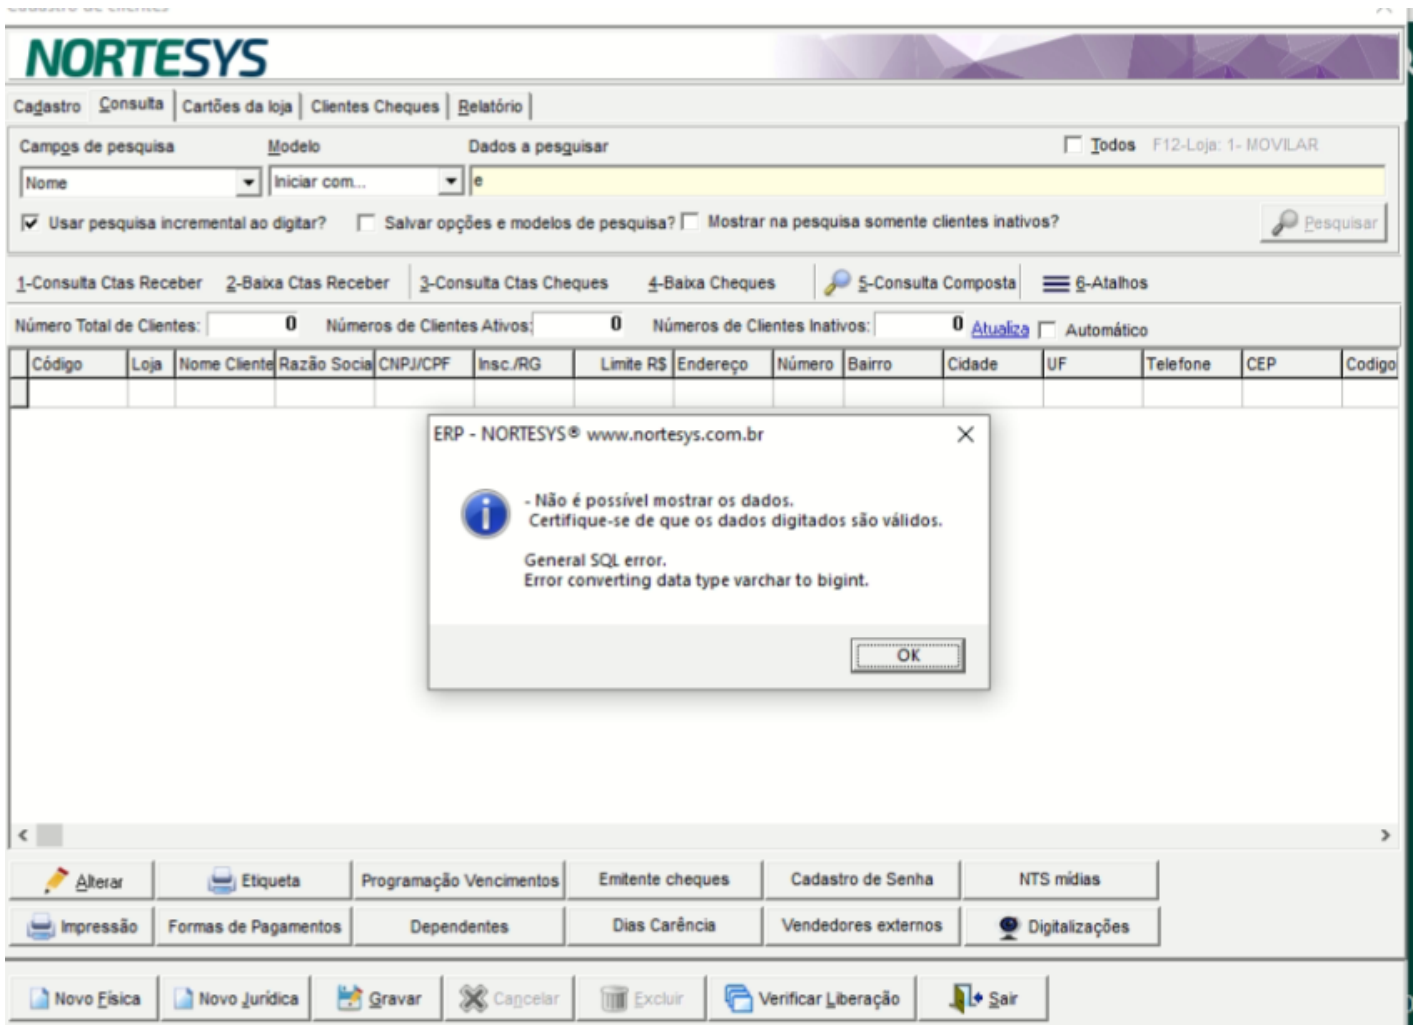 Cadastro de clientes
NORTESYS
Cadastro Consulta Cartões da loja Clientes Cheques Relatório
Campos de pesquisa Modelo Dados a pesquisar Todos F12-Loja: 1- MOVILAR
Nome Iniciar com... e
Usar pesquisa incremental ao digitar? Salvar opções e modelos de pesquisa? Mostrar na pesquisa somente clientes inativos? Pesquisar
1-Consulta Ctas Receber 2-Baixa Ctas Receber 3-Consulta Ctas Cheques 4-Baixa Cheques 5-Consulta Composta 6-Atalhos
Número Total de Clientes: 0 Números de Clientes Ativos: 0 Números de Clientes Inativos: 0 Atualiza Automático
Código Loja Nome Cliente Razão Social CNPJ/CPF Insc./RG Limite R$ Endereço Número Bairro Cidade UF Telefone CEP Codigo
ERP - NORTESYS® www.nortesys.com.br
- Não é possível mostrar os dados.
Certifique-se de que os dados digitados são válidos.
General SQL error.
Error converting data type varchar to bigint.
OK
Alterar Etiqueta Programação Vencimentos Emitente cheques Cadastro de Senha NTS mídias
Impressão Formas de Pagamentos Dependentes Dias Carência Vendedores externos Digitalizações
Novo Física Novo Jurídica Gravar Cancelar Excluir Verificar Liberação Sair